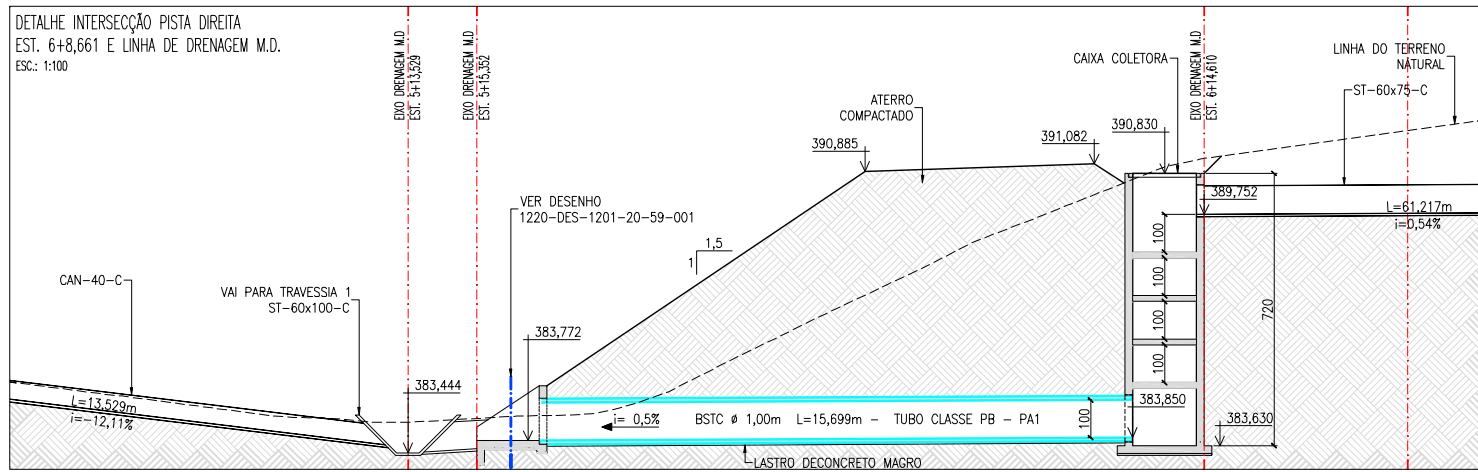 DETALHE INTERSECÇÃO PISTA DIREITA
EST. 6+8,661 E LINHA DE DRENAGEM M.D.
ESC.: 1:100
EIXO DRENAGEM M.D
EST. 5+13,529
EIXO DRENAGEM M.D
EST. 5+15,352
EIXO DRENAGEM M.D
EST. 6+14,610
CAIXA COLETORA
LINHA DO TERRENO
NATURAL
ST-60x75-C
ATERRO
COMPACTADO
390,885
391,082
390,830
389,752
L=61,217m
i=0,54%
VER DESENHO
1220-DES-1201-20-59-001
1,5
1
CAN-40-C
VAI PARA TRAVESSIA 1
ST-60x100-C
383,772
383,444
L=13,529m
i=-12,11%
100
100
100
100
720
i= 0,5%
BSTC ø 1,00m L=15,699m - TUBO CLASSE PB - PA1
100
383,850
383,630
LASTRO DECONCRETO MAGRO